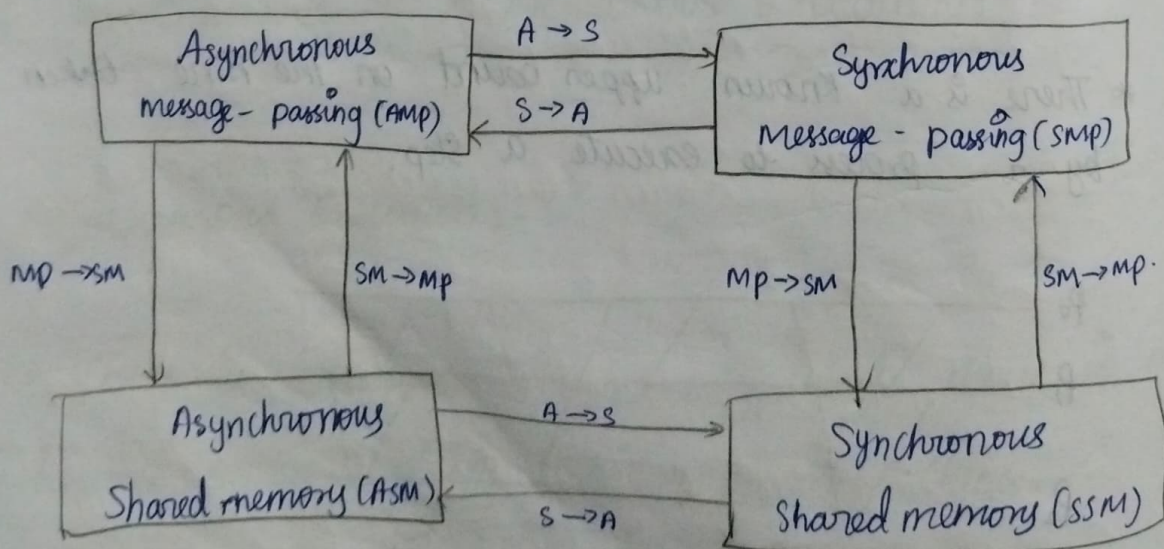 Asynchronous
message - passing (AMP)
A → S
S → A
Synchronous
message - passing (SMP)
MP → SM
SM → MP
MP → SM
SM → MP.
Asynchronous
Shared memory (ASM)
A → S
S → A
Synchronous
Shared memory (SSM)